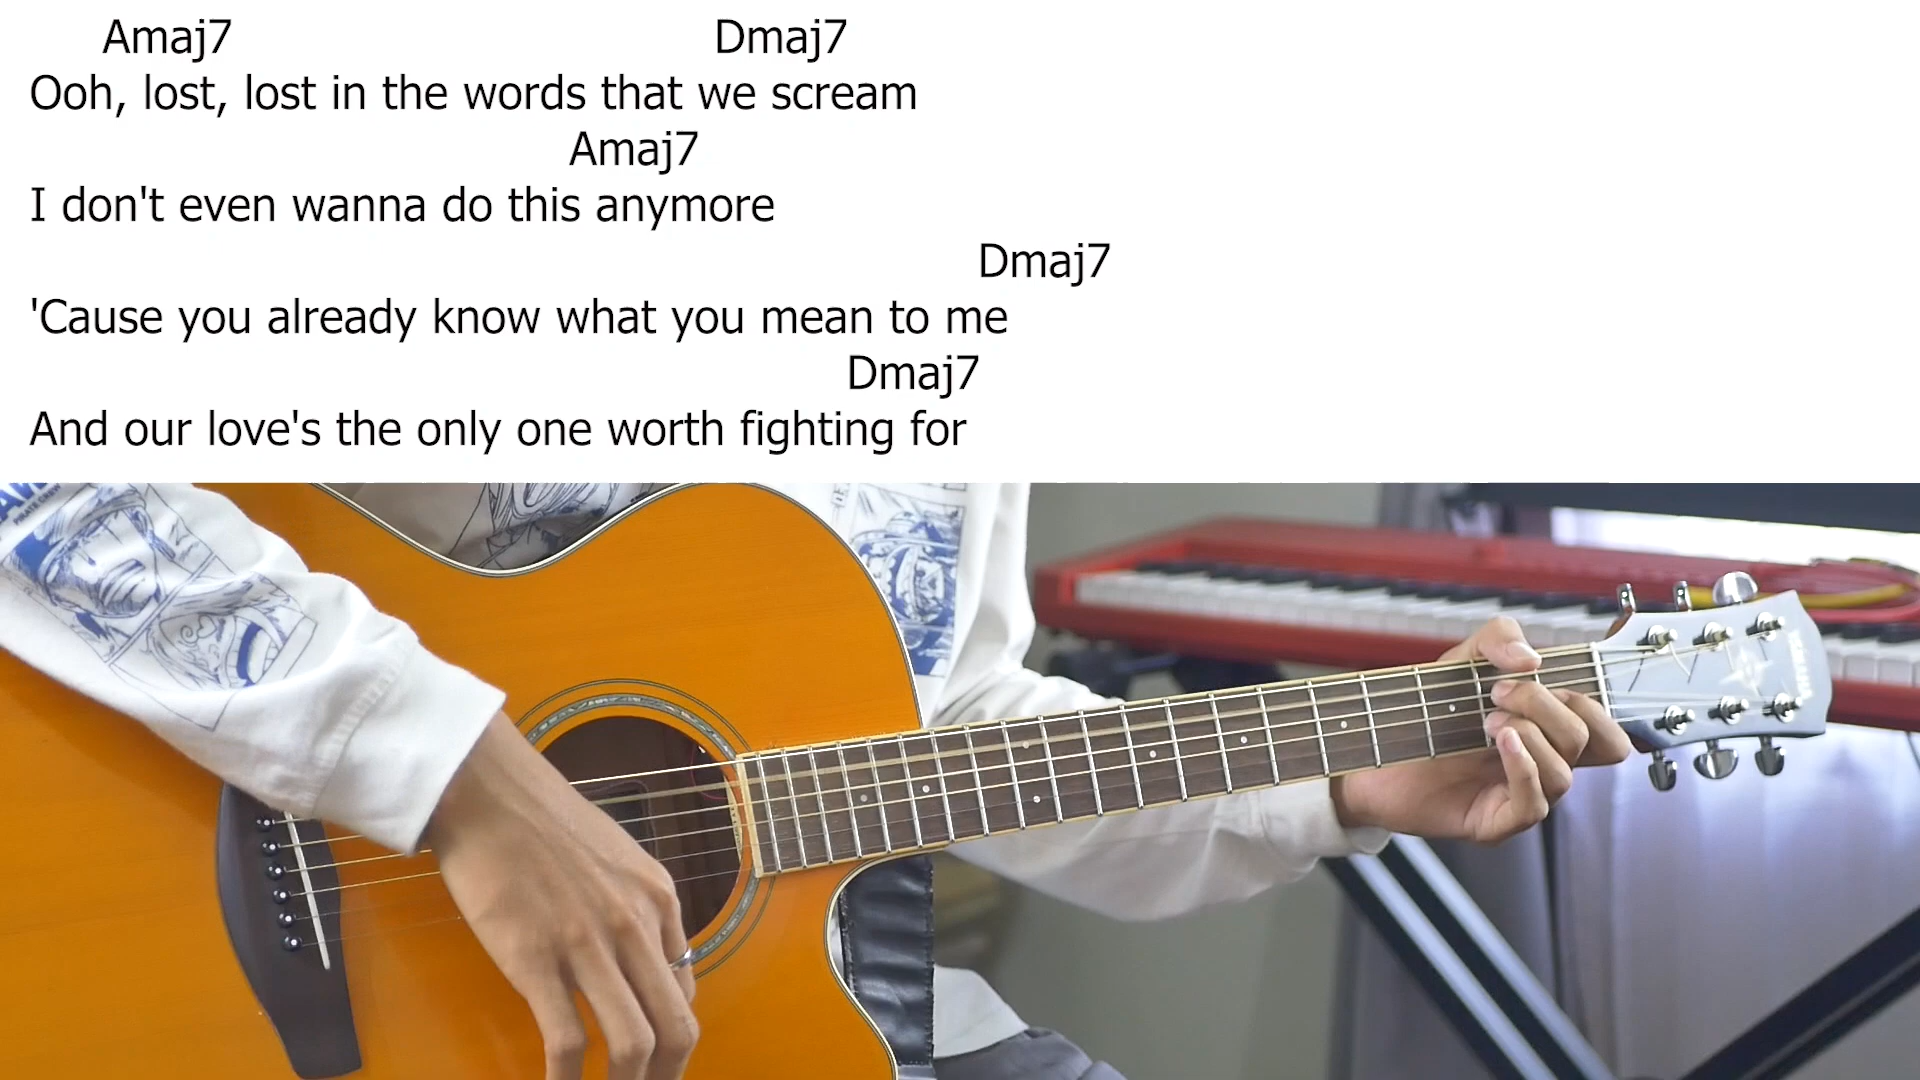 Amaj7 Dmaj7
Ooh, lost, lost in the words that we scream
Amaj7
I don't even wanna do this anymore
Dmaj7
'Cause you already know what you mean to me
Dmaj7
And our love's the only one worth fighting for
PIRATE CREW